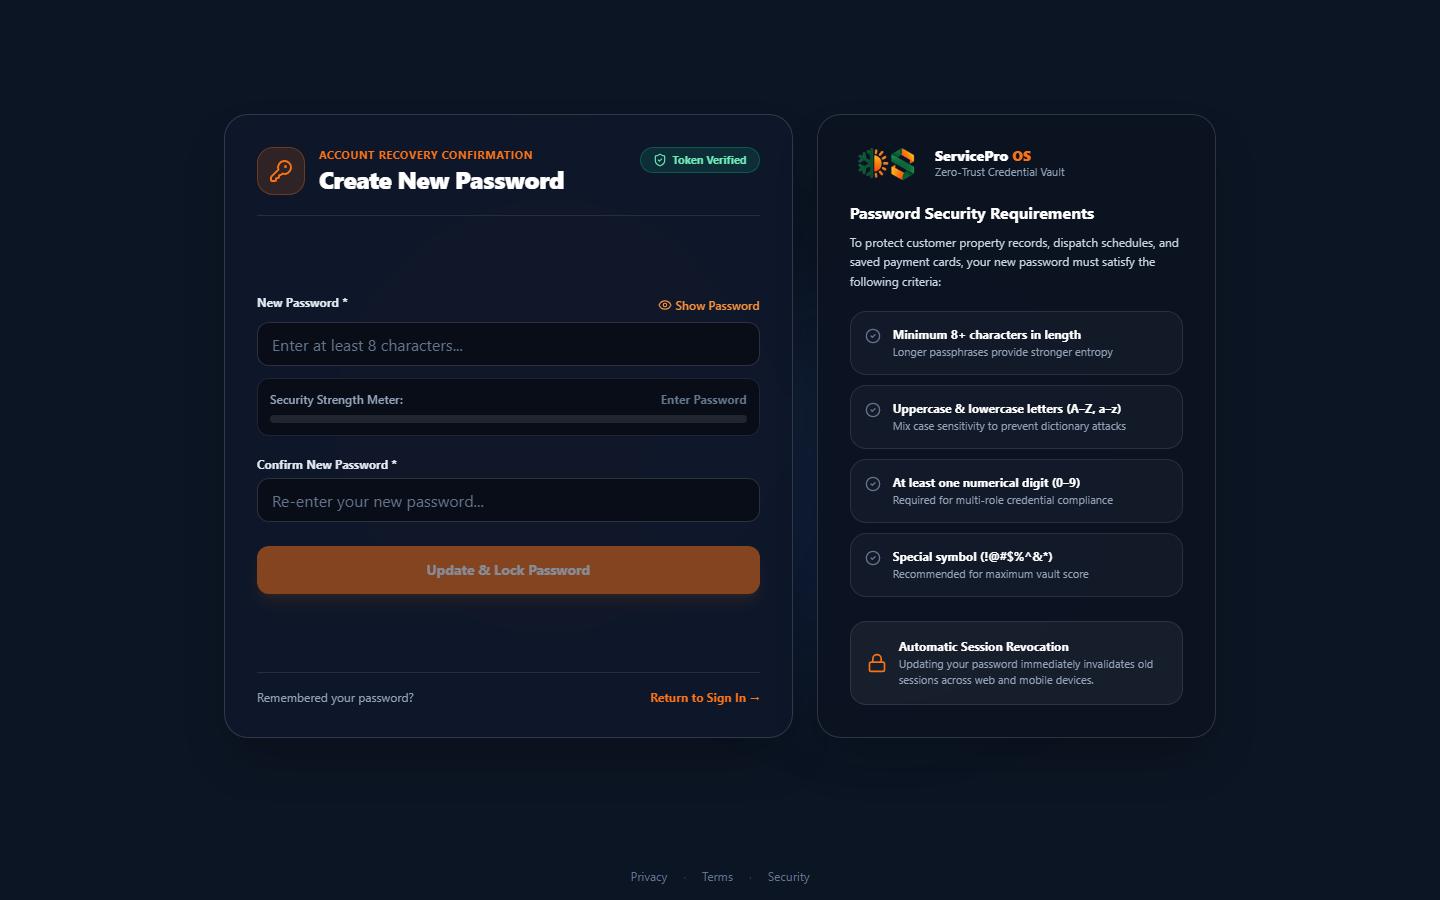 ACCOUNT RECOVERY CONFIRMATION
Create New Password
Token Verified
New Password *
Show Password
Enter at least 8 characters...
Security Strength Meter:
Enter Password
Confirm New Password *
Re-enter your new password...
Update & Lock Password
Remembered your password?
Return to Sign In →
ServicePro OS
Zero-Trust Credential Vault
Password Security Requirements
To protect customer property records, dispatch schedules, and
saved payment cards, your new password must satisfy the
following criteria:
Minimum 8+ characters in length
Longer passphrases provide stronger entropy
Uppercase & lowercase letters (A–Z, a–z)
Mix case sensitivity to prevent dictionary attacks
At least one numerical digit (0–9)
Required for multi-role credential compliance
Special symbol (!@#$%^&*)
Recommended for maximum vault score
Automatic Session Revocation
Updating your password immediately invalidates old
sessions across web and mobile devices.
Privacy · Terms · Security